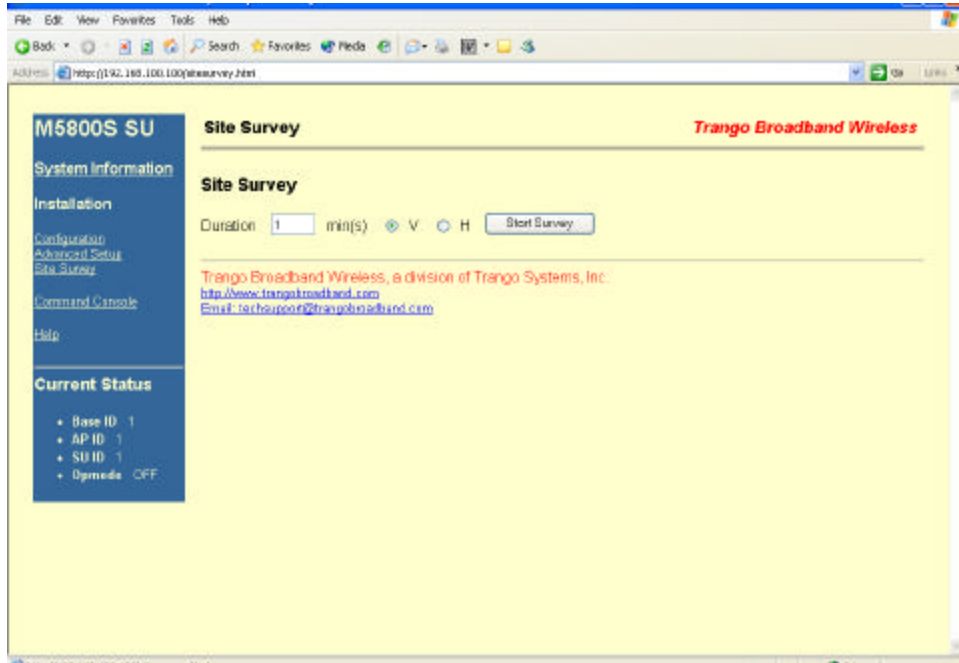 File Edit View Favorites Tools Help
Back Search Favorites Media
Address http://192.168.100.100/sitesurvey.html Go Links
M5800S SU
System Information
Installation
Configuration
Advanced Setup
Site Survey
Command Console
Help
Current Status
Base ID 1
AP ID 1
SU ID 1
Opmode OFF
Site Survey
Trango Broadband Wireless
Site Survey
Duration 1 min(s) V H Start Survey
Trango Broadband Wireless, a division of Trango Systems, Inc.
http://www.trangobroadband.com
Email: techsupport@trangobroadband.com